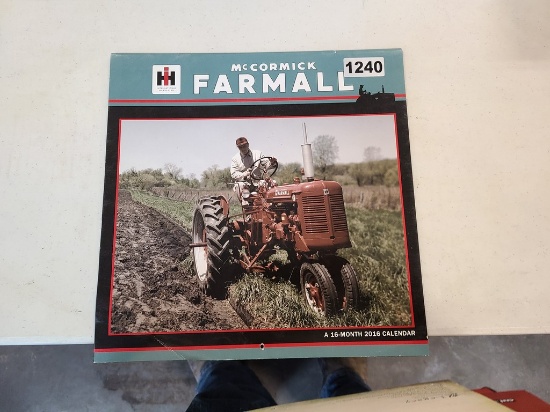 McCORMICK
FARMALL
1240
IH
A 16-MONTH 2016 CALENDAR